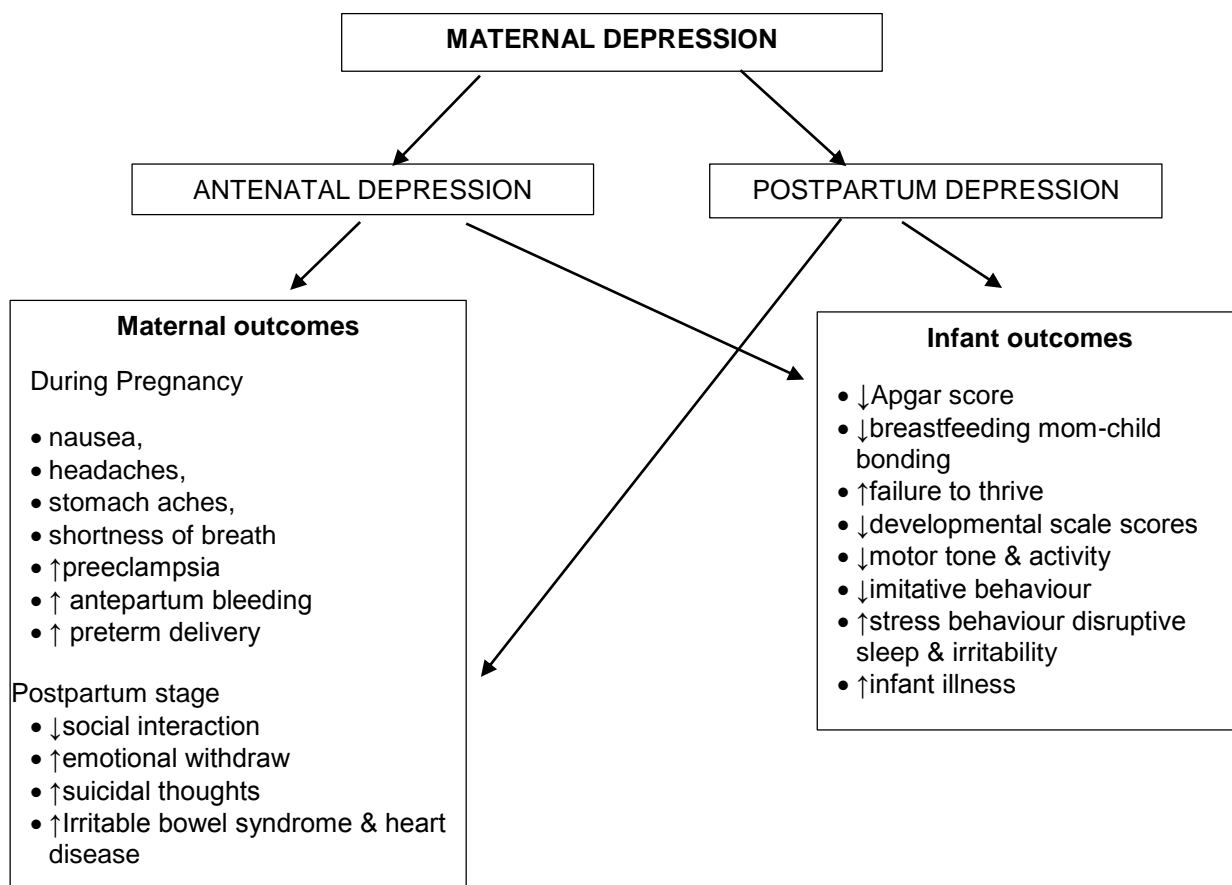 MATERNAL DEPRESSION
ANTENATAL DEPRESSION
POSTPARTUM DEPRESSION
Maternal outcomes
During Pregnancy
• nausea,
• headaches,
• stomach aches,
• shortness of breath
• ↑preeclampsia
• ↑ antepartum bleeding
• ↑ preterm delivery
Postpartum stage
• ↓social interaction
• ↑emotional withdraw
• ↑suicidal thoughts
• ↑Irritable bowel syndrome & heart
disease
Infant outcomes
• ↓Apgar score
• ↓breastfeeding mom-child
bonding
• ↑failure to thrive
• ↓developmental scale scores
• ↓motor tone & activity
• ↓imitative behaviour
• ↑stress behaviour disruptive
sleep & irritability
• ↑infant illness